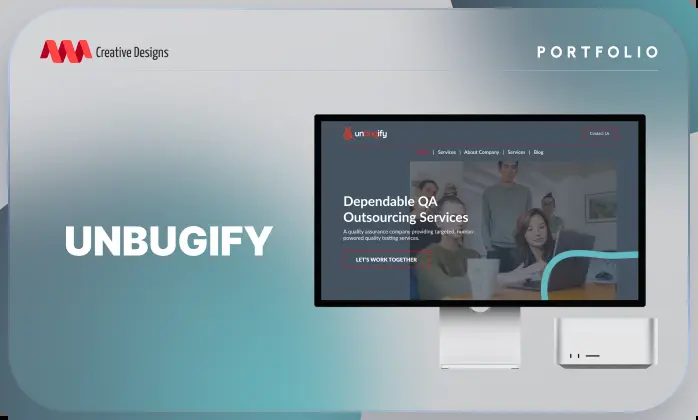 Creative Designs
PORTFOLIO
UNBUGIFY
unbugify
Contact Us
Home | Services | About Company | Services | Blog
Dependable QA
Outsourcing Services
A quality assurance company providing targeted, human-
powered quality testing services.
LET'S WORK TOGETHER